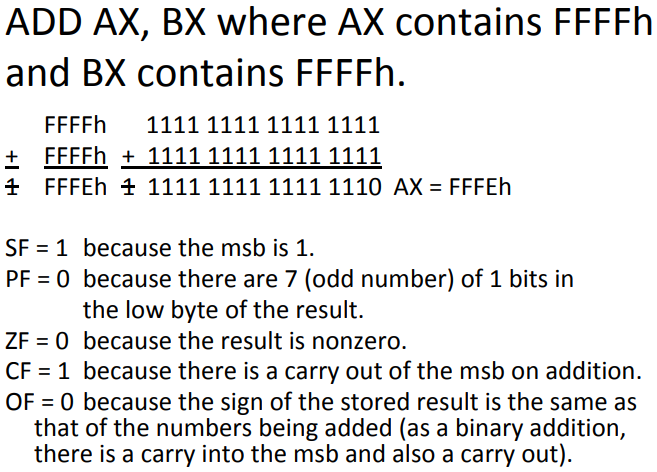 ADD AX, BX where AX contains FFFFh
and BX contains FFFFh.
FFFFh 1111 1111 1111 1111
+ FFFFh + 1111 1111 1111 1111
1 FFFEh 1 1111 1111 1111 1110 AX = FFFEh
SF = 1 because the msb is 1.
PF = 0 because there are 7 (odd number) of 1 bits in
the low byte of the result.
ZF = 0 because the result is nonzero.
CF = 1 because there is a carry out of the msb on addition.
OF = 0 because the sign of the stored result is the same as
that of the numbers being added (as a binary addition,
there is a carry into the msb and also a carry out).